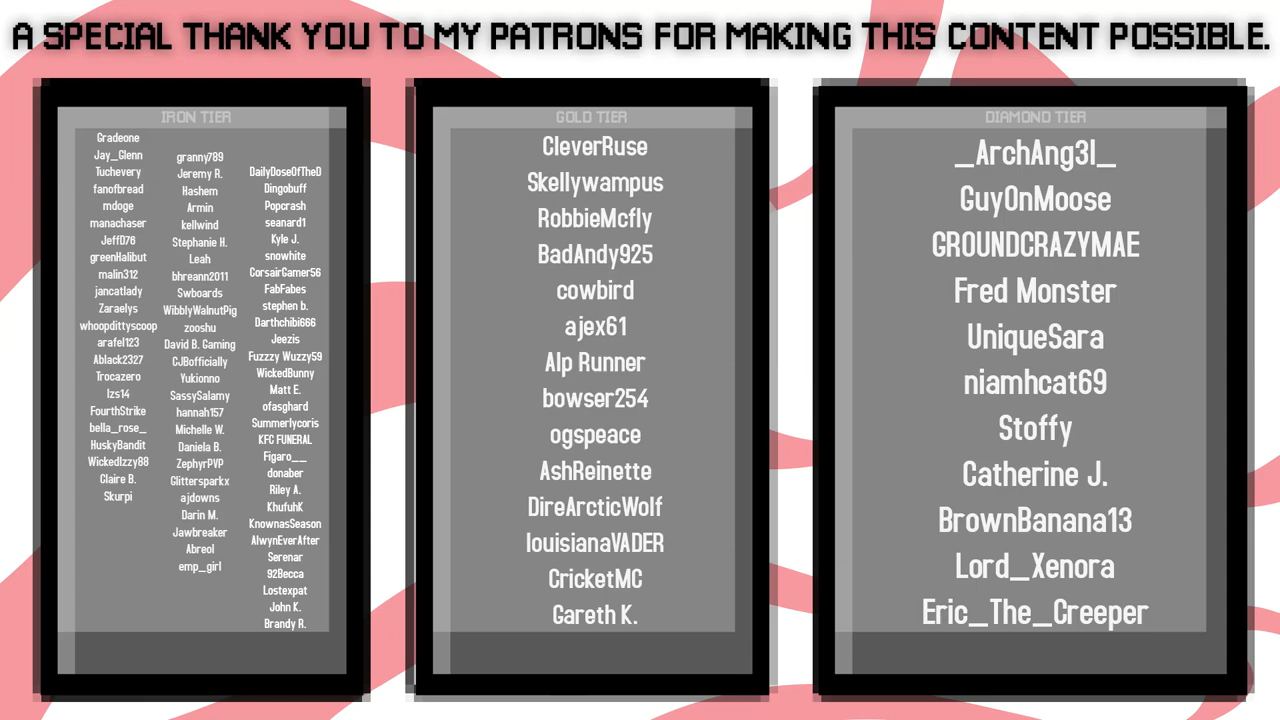 A SPECIAL THANK YOU TO MY PATRONS FOR MAKING THIS CONTENT POSSIBLE.
IRON TIER
Gradeone
Jay_Glenn
Tuchevery
fanofbread
mdoge
manachaser
JeffD76
greenHalibut
malin312
jancatlady
Zaraelys
whoopdittyscoop
arafel123
Ablack2327
Trocazero
Izs14
FourthStrike
bella_rose_
HuskyBandit
WickedIzzy88
Claire B.
Skurpi
granny789
Jeremy R.
Hashem
Armin
kellwind
Stephanie H.
Leah
bhreann2011
Swboards
WibblyWalnutPig
zooshu
David B. Gaming
CJBofficially
Yukionno
SassySalamy
hannah157
Michelle W.
Daniela B.
ZephyrPVP
Glittersparkx
ajdowns
Darin M.
Jawbreaker
Abreol
emp_girl
DailyDoseOfTheD
Dingobuff
Popcrash
seanard1
Kyle J.
snowhite
CorsairGamer56
FabFabes
stephen b.
Darthchibi666
Jeezis
Fuzzzy Wuzzy59
WickedBunny
Matt E.
ofasghard
Summerlycoris
KFC FUNERAL
Figaro__
donaber
Riley A.
KhufuhK
KnownasSeason
AlwynEverAfter
Serenar
92Becca
Lostexpat
John K.
Brandy R.
GOLD TIER
CleverRuse
Skellywampus
RobbieMcfly
BadAndy925
cowbird
ajex61
Alp Runner
bowser254
ogspeace
AshReinette
DireArcticWolf
louisianaVADER
CricketMC
Gareth K.
DIAMOND TIER
_ArchAng3l_
GuyOnMoose
GROUNDCRAZYMAE
Fred Monster
UniqueSara
niamhcat69
Stoffy
Catherine J.
BrownBanana13
Lord_Xenora
Eric_The_Creeper